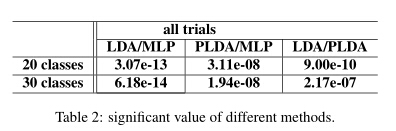 all trials
LDA/MLP PLDA/MLP LDA/PLDA
20 classes 3.07e-13 3.11e-08 9.00e-10
30 classes 6.18e-14 1.94e-08 2.17e-07
Table 2: significant value of different methods.